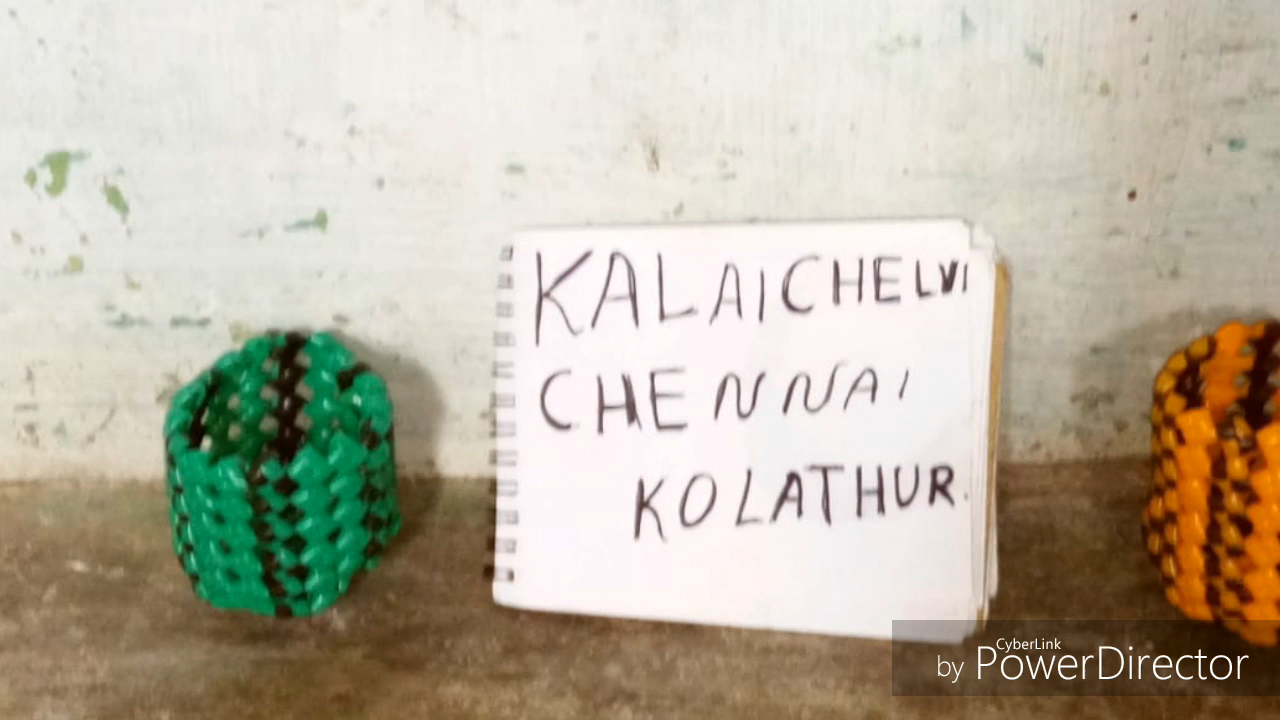 KALAICHELVI
CHENNAI
KOLATHUR.
CyberLink
by PowerDirector